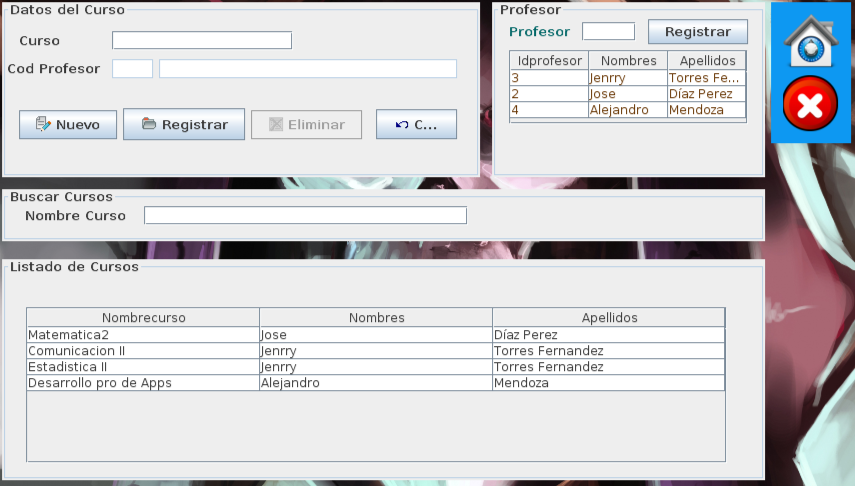 Datos del Curso
Curso
Cod Profesor
Nuevo Registrar Eliminar C...
Profesor
Profesor Registrar
Idprofesor Nombres Apellidos
3 Jenrry Torres Fe...
2 Jose Díaz Perez
4 Alejandro Mendoza
Buscar Cursos
Nombre Curso
Listado de Cursos
Nombrecurso Nombres Apellidos
Matematica2 Jose Díaz Perez
Comunicacion II Jenrry Torres Fernandez
Estadistica II Jenrry Torres Fernandez
Desarrollo pro de Apps Alejandro Mendoza